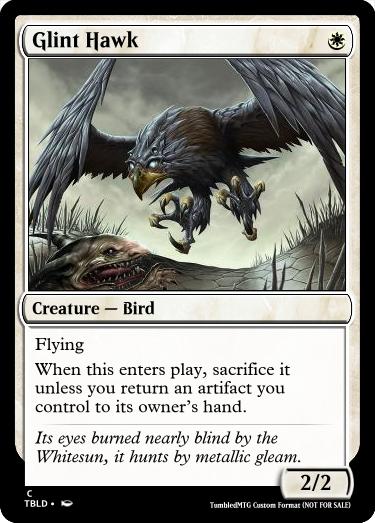 Glint Hawk
Creature — Bird
Flying
When this enters play, sacrifice it
unless you return an artifact you
control to its owner's hand.
Its eyes burned nearly blind by the
Whitesun, it hunts by metallic gleam.
2/2
C
TBLD •
TumbledMTG Custom Format (NOT FOR SALE)